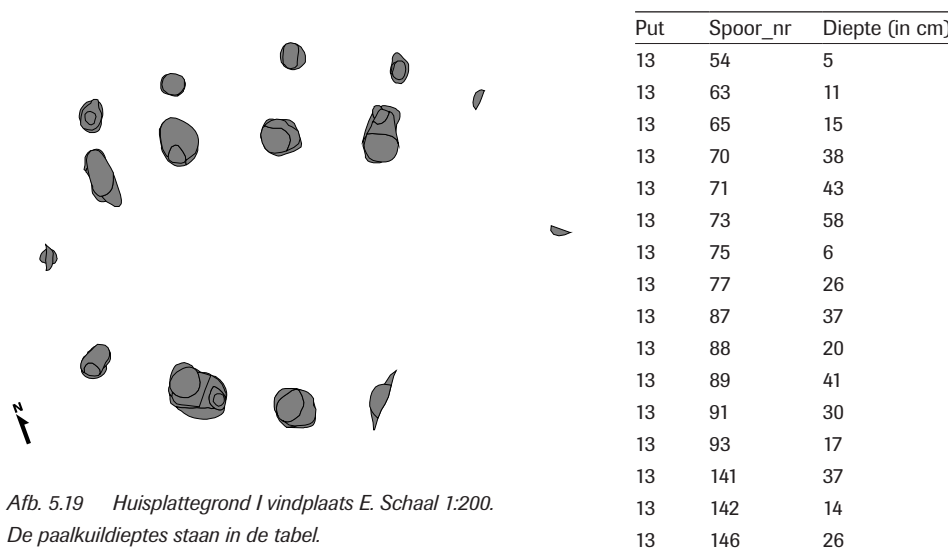 N
Afb. 5.19 Huisplattegrond I vindplaats E. Schaal 1:200.
De paalkuildieptes staan in de tabel.
Put Spoor_nr Diepte (in cm)
13 54 5
13 63 11
13 65 15
13 70 38
13 71 43
13 73 58
13 75 6
13 77 26
13 87 37
13 88 20
13 89 41
13 91 30
13 93 17
13 141 37
13 142 14
13 146 26